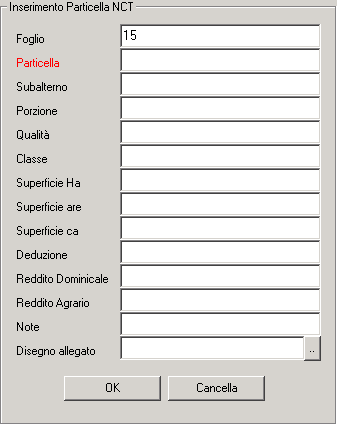 Inserimento Particella NCT
Foglio 15
Particella
Subalterno
Porzione
Qualità
Classe
Superficie Ha
Superficie are
Superficie ca
Deduzione
Reddito Dominicale
Reddito Agrario
Note
Disegno allegato ..
OK Cancella